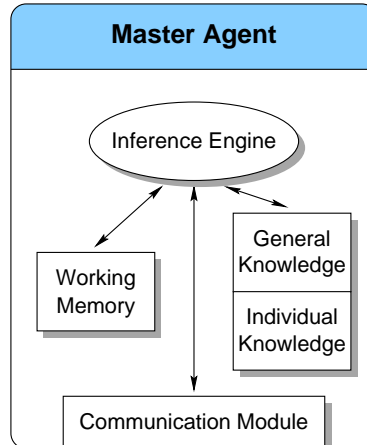 Master Agent
Inference Engine
General
Knowledge
Working
Memory
Individual
Knowledge
Communication Module